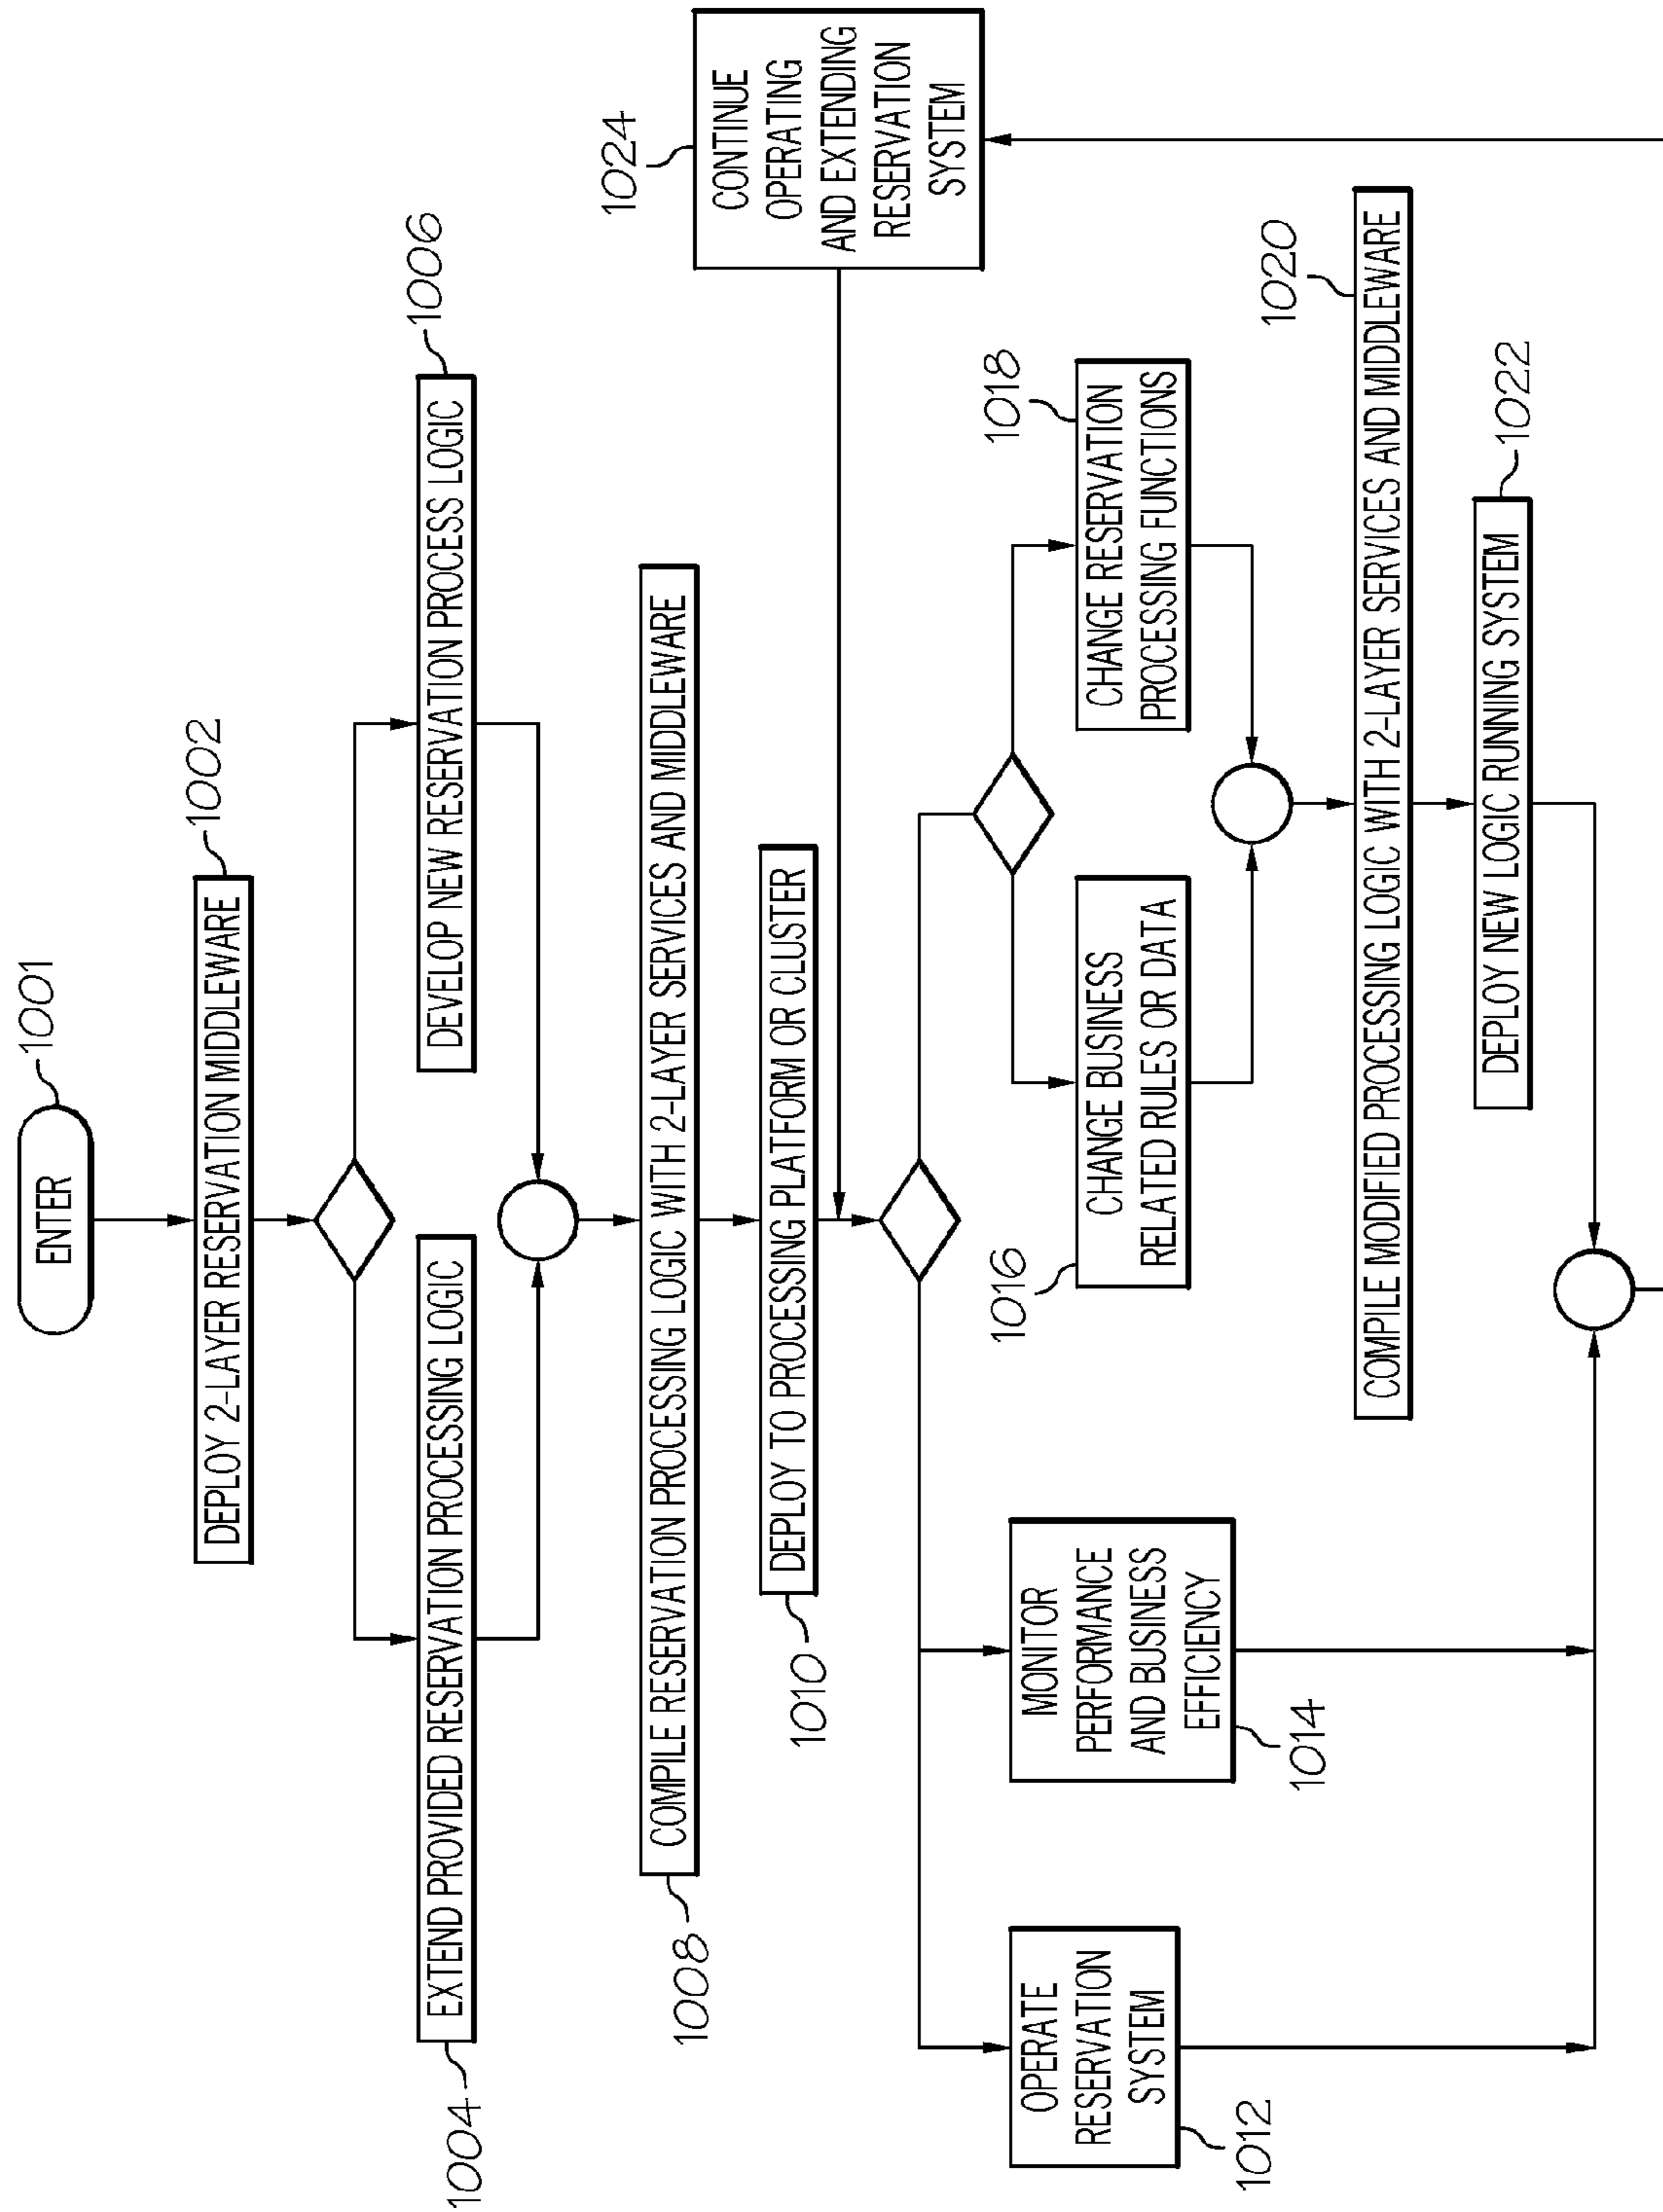 ENTER
1001
DEPLOY 2-LAYER RESERVATION MIDDLEWARE
1002
EXTEND PROVIDED RESERVATION PROCESSING LOGIC
1004
DEVELOP NEW RESERVATION PROCESS LOGIC
1006
COMPILE RESERVATION PROCESSING LOGIC WITH 2-LAYER SERVICES AND MIDDLEWARE
1008
DEPLOY TO PROCESSING PLATFORM OR CLUSTER
1010
1024
CONTINUE
OPERATING
AND EXTENDING
RESERVATION
SYSTEM
OPERATE
RESERVATION
SYSTEM
1012
MONITOR
PERFORMANCE
AND BUSINESS
EFFICIENCY
1014
1016
CHANGE BUSINESS
RELATED RULES OR DATA
1018
CHANGE RESERVATION
PROCESSING FUNCTIONS
1020
COMPILE MODIFIED PROCESSING LOGIC WITH 2-LAYER SERVICES AND MIDDLEWARE
DEPLOY NEW LOGIC RUNNING SYSTEM
1022